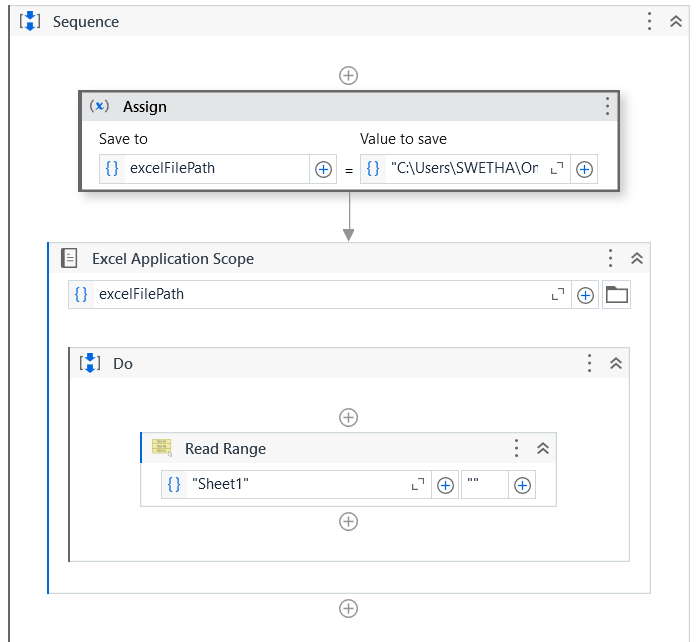 Sequence
Assign
Save to
Value to save
excelFilePath
=
"C:\Users\SWETHA\On
Excel Application Scope
excelFilePath
Do
Read Range
"Sheet1"
""